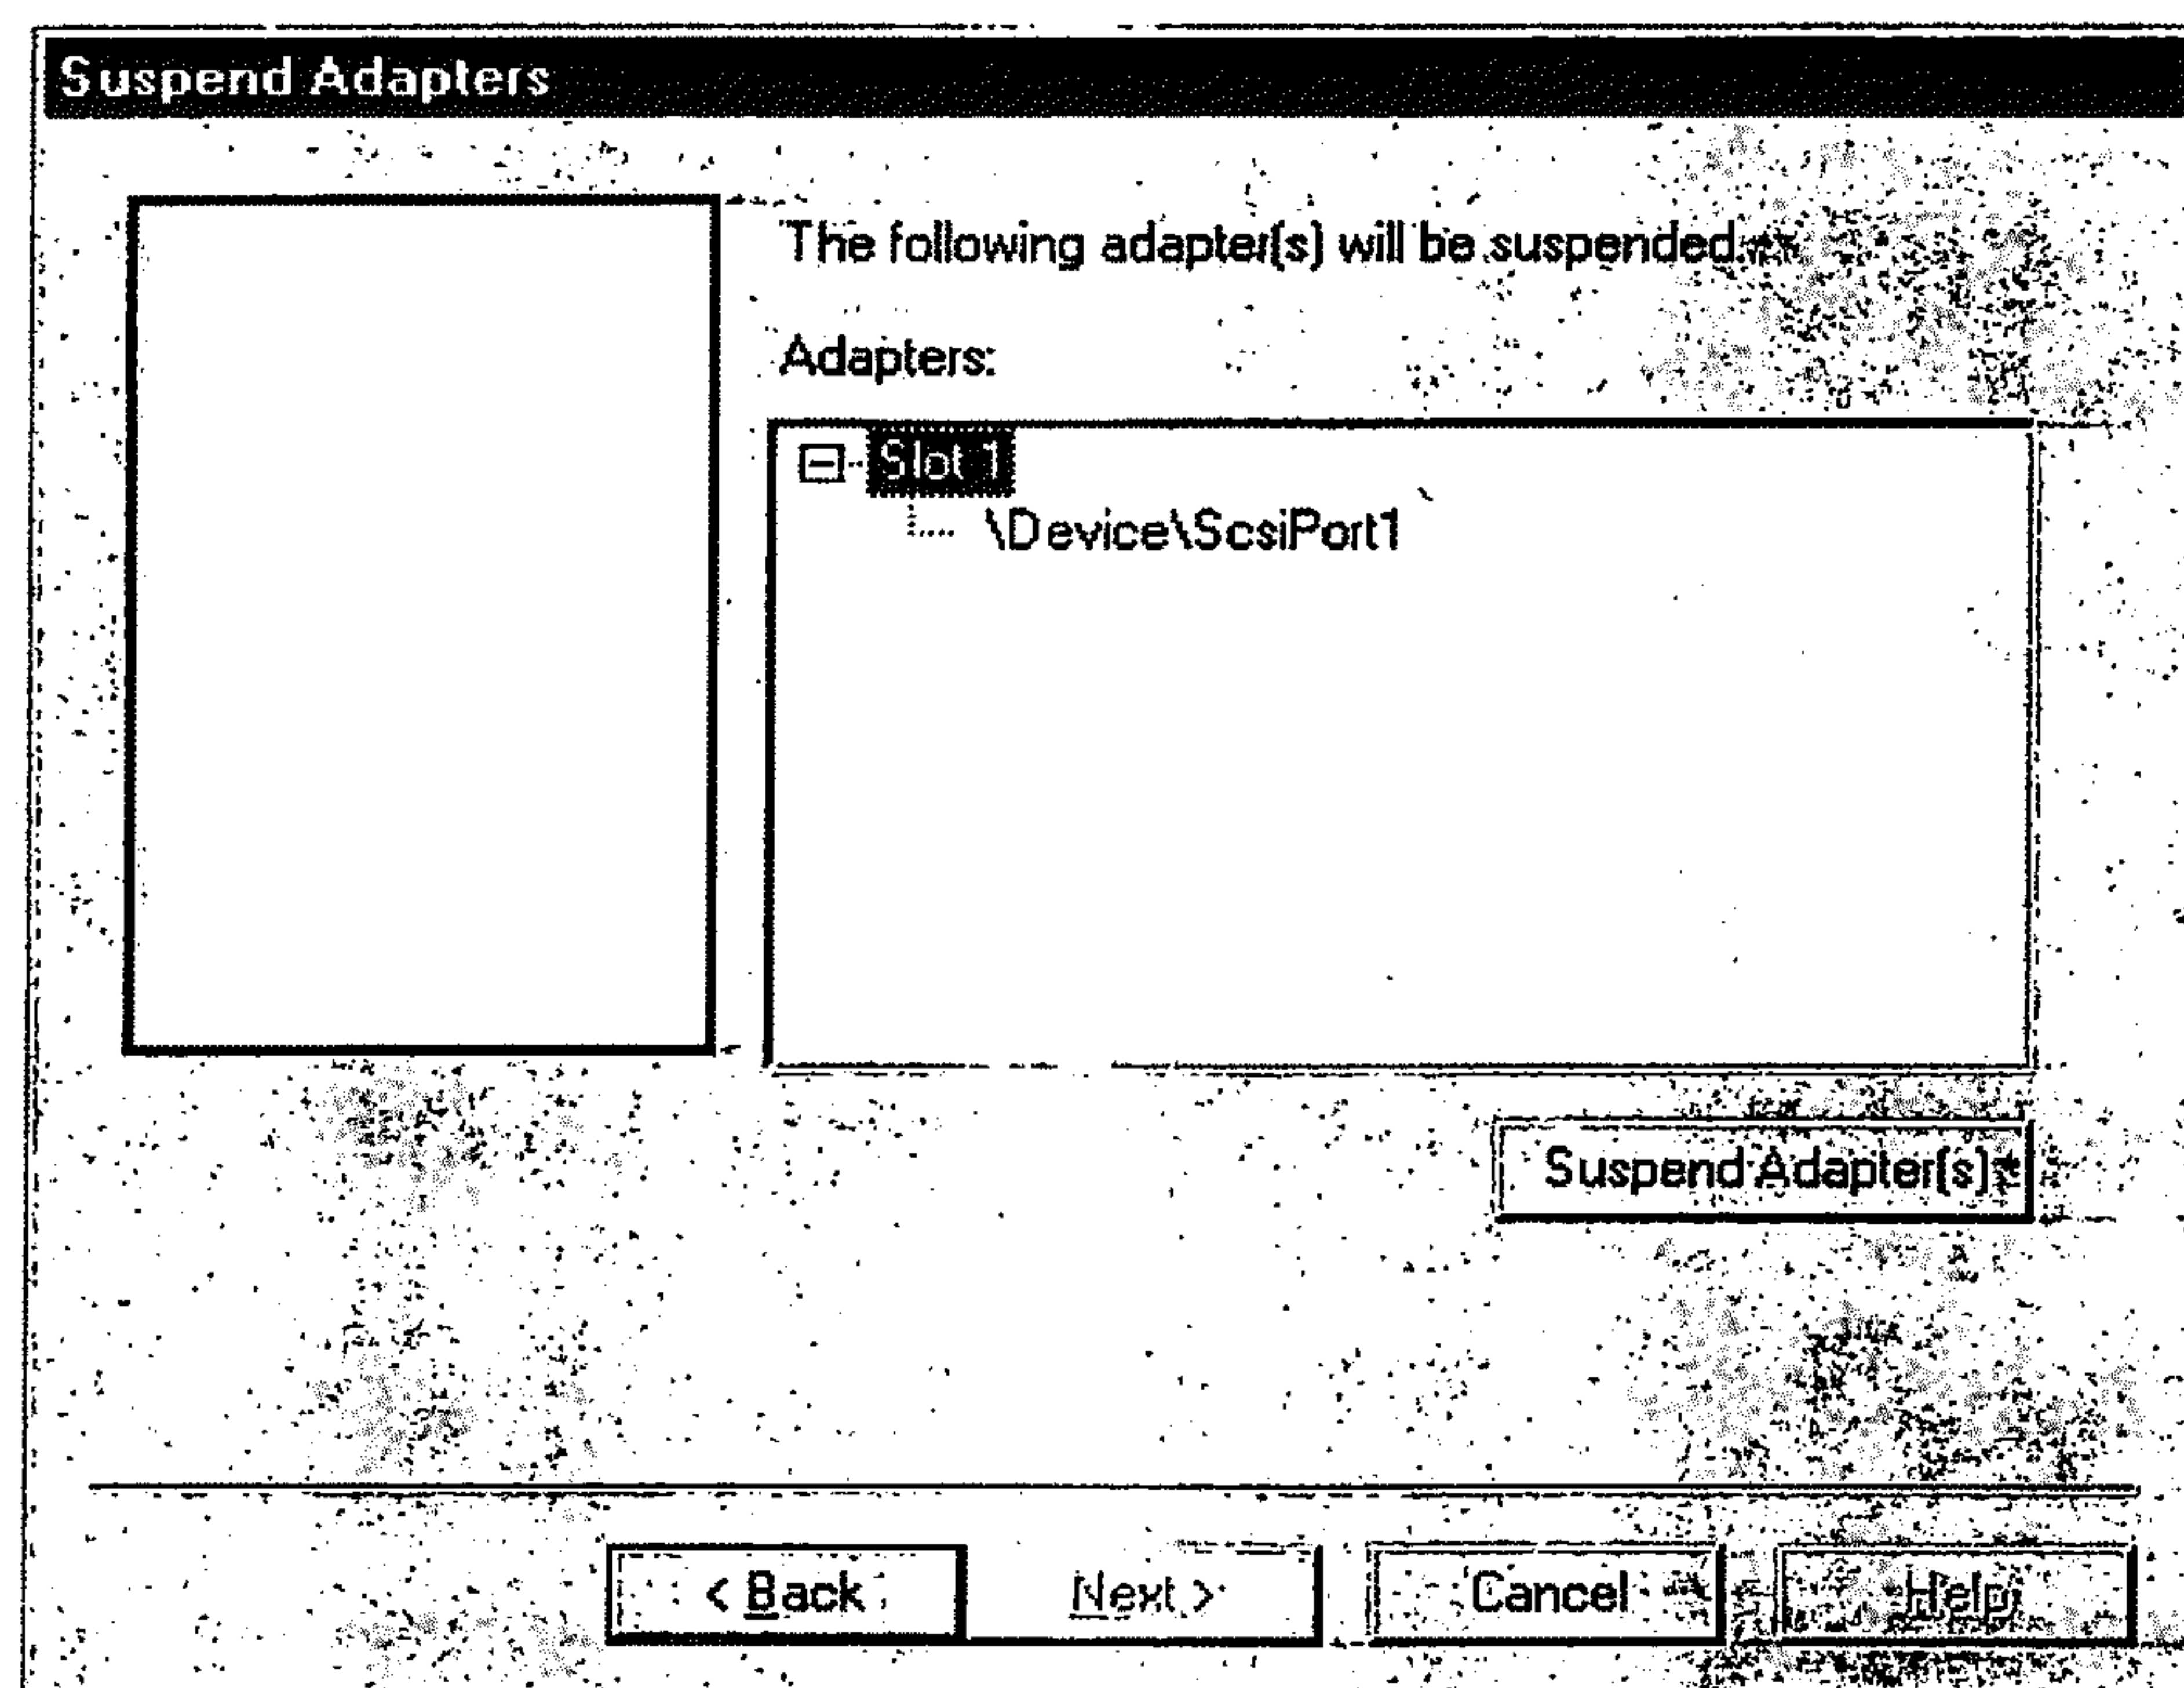 Suspend Adapters
The following adapter(s) will be suspended.
Adapters:
Slot 1
\Device\ScsiPort1
Suspend Adapter(s)
< Back
Next >
Cancel
Help